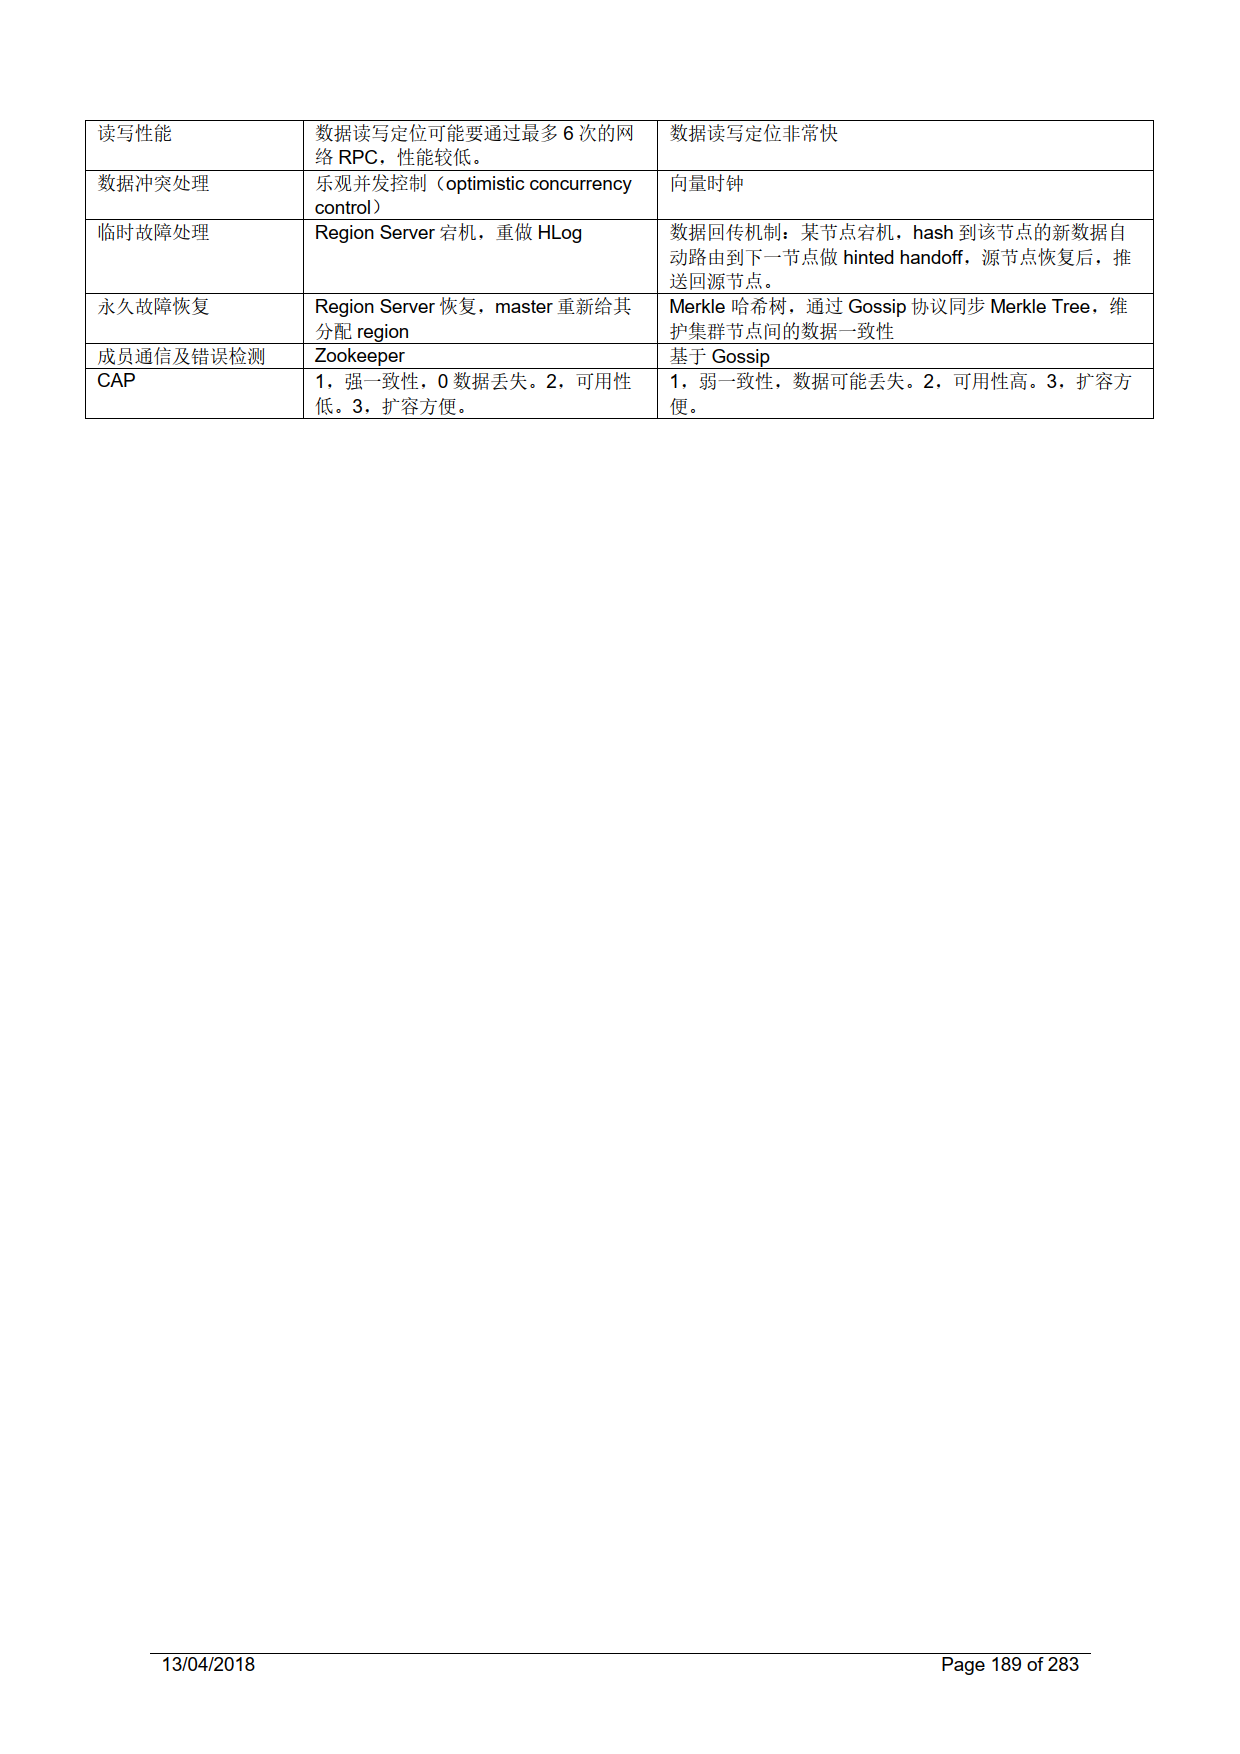 读写性能
数据读写定位可能要通过最多 6 次的网
络 RPC，性能较低。
数据读写定位非常快
数据冲突处理
乐观并发控制（optimistic concurrency
control）
向量时钟
临时故障处理
Region Server 宕机，重做 HLog
数据回传机制：某节点宕机，hash 到该节点的新数据自
动路由到下一节点做 hinted handoff，源节点恢复后，推
送回源节点。
永久故障恢复
Region Server 恢复，master 重新给其
分配 region
Merkle 哈希树，通过 Gossip 协议同步 Merkle Tree，维
护集群节点间的数据一致性
成员通信及错误检测
Zookeeper
基于 Gossip
CAP
1，强一致性，0 数据丢失。2，可用性
低。3，扩容方便。
1，弱一致性，数据可能丢失。2，可用性高。3，扩容方
便。
13/04/2018
Page 189 of 283